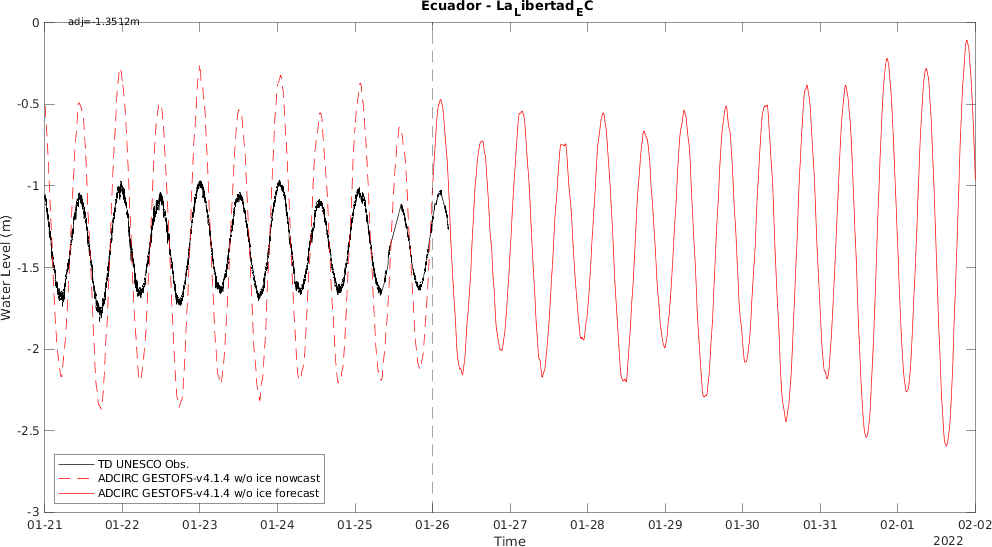 Ecuador - LaLibertadEC
adj=-1.3512m
0
-0.5
-1
-1.5
-2
-2.5
-3
Water Level (m)
TD UNESCO Obs.
ADCIRC GESTOFS-v4.1.4 w/o ice nowcast
ADCIRC GESTOFS-v4.1.4 w/o ice forecast
01-21 01-22 01-23 01-24 01-25 01-26 01-27 01-28 01-29 01-30 01-31 02-01 02-02
Time
2022